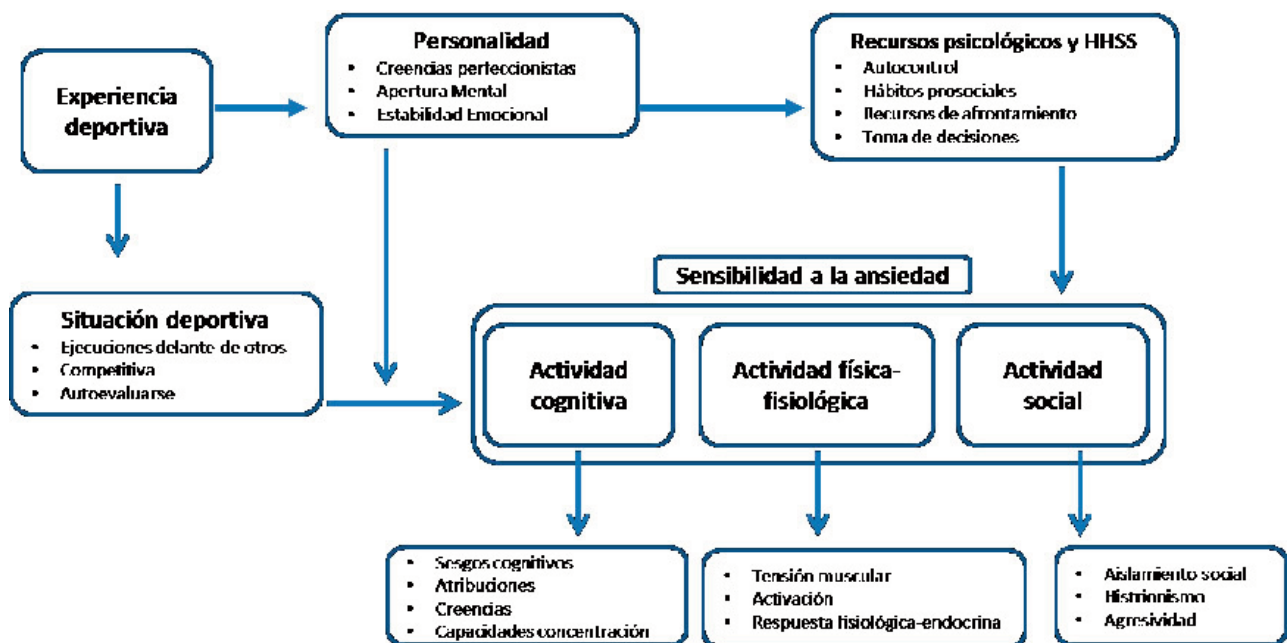 Experiencia
deportiva
Personalidad
• Creencias perfeccionistas
• Apertura Mental
• Estabilidad Emocional
Recursos psicológicos y HHSS
• Autocontrol
• Hábitos prosociales
• Recursos de afrontamiento
• Toma de decisiones
Situación deportiva
• Ejecuciones delante de otros
• Competitiva
• Autoevaluarse
Sensibilidad a la ansiedad
Actividad
cognitiva
Actividad física-
fisiológica
Actividad
social
• Sesgos cognitivos
• Atribuciones
• Creencias
• Capacidades concentración
• Tensión muscular
• Activación
• Respuesta fisiológica-endocrina
• Aislamiento social
• Histrionismo
• Agresividad